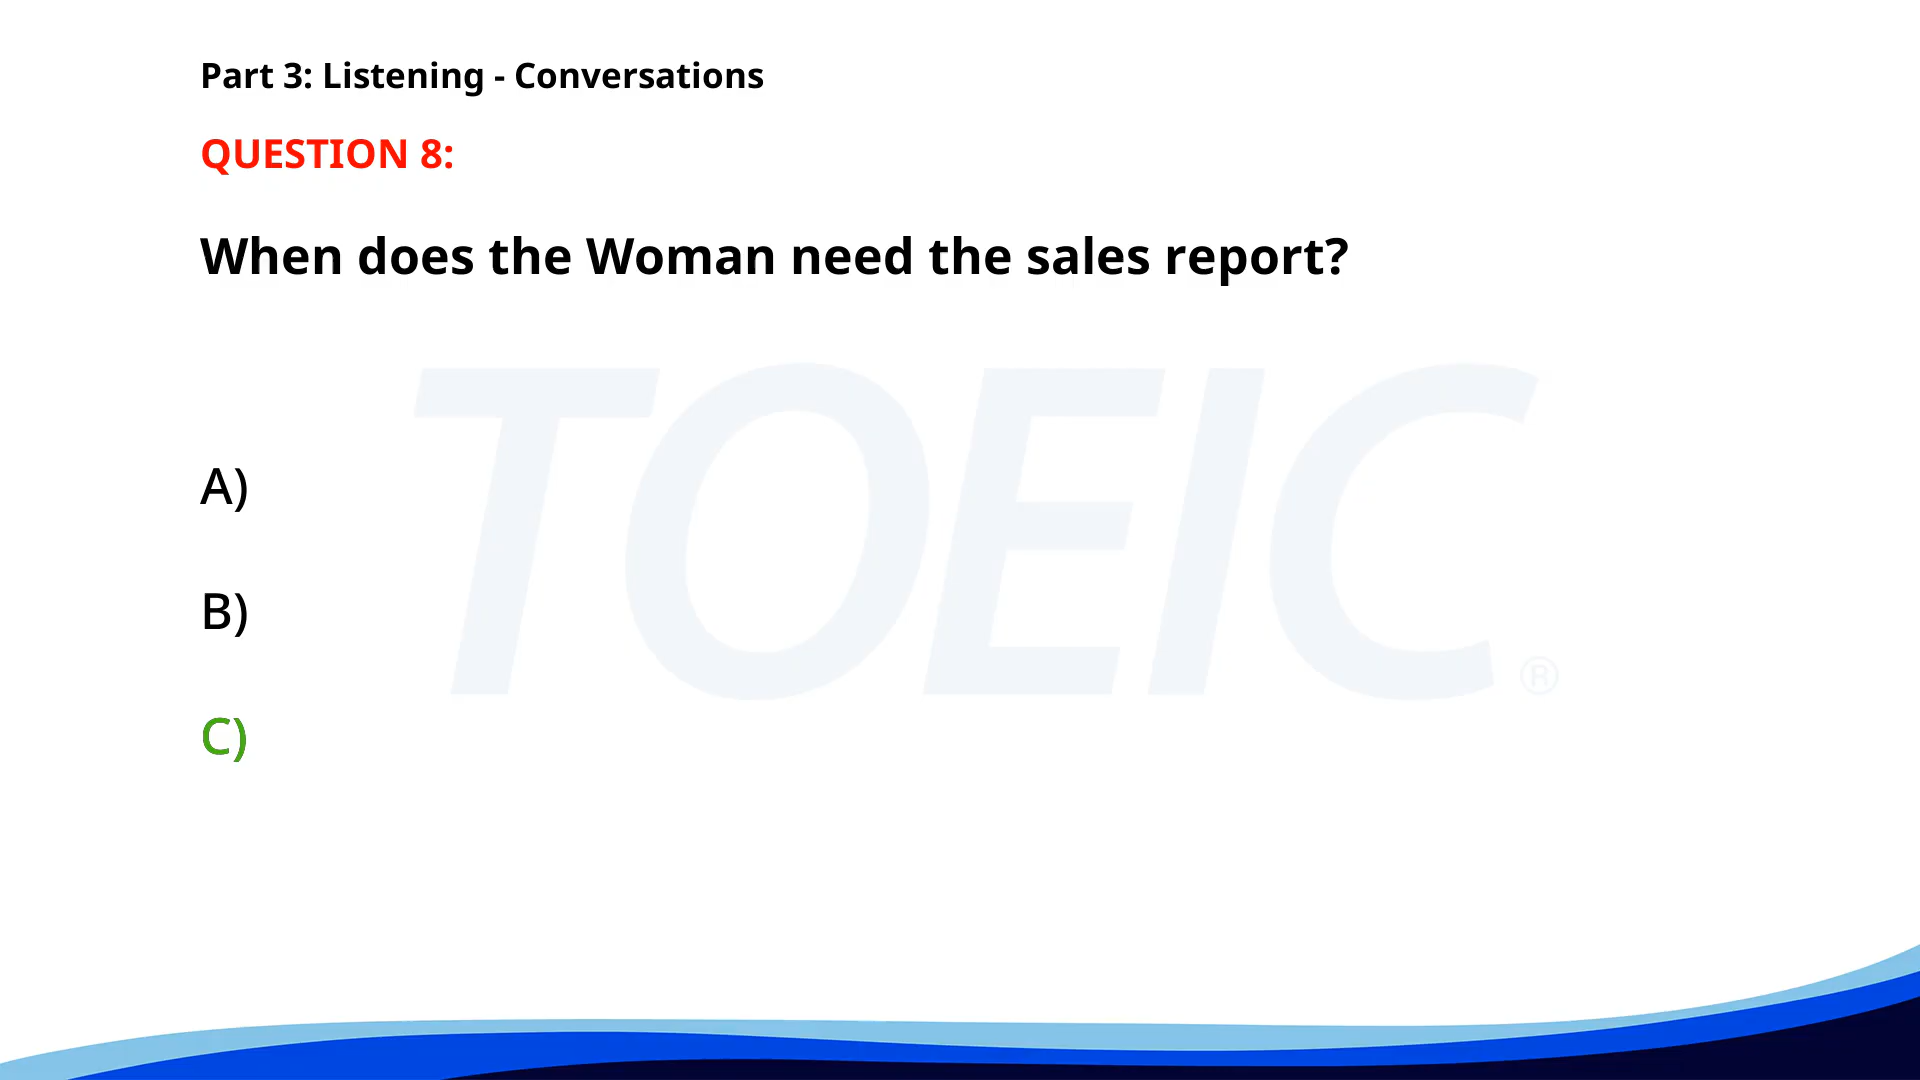 Part 3: Listening - Conversations
QUESTION 8:
When does the Woman need the sales report?
TOEIC®
A)
B)
C)